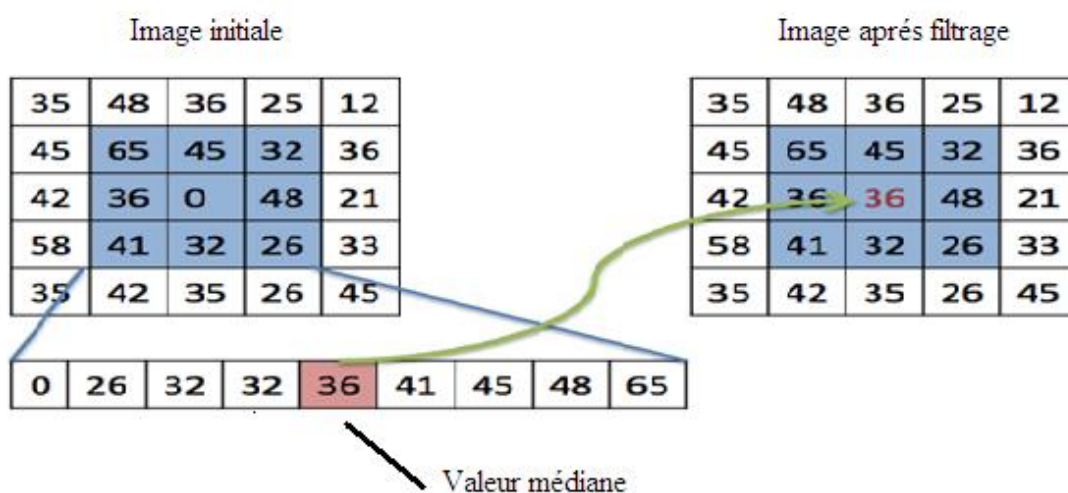 Image initiale
Image aprés filtrage
35 48 36 25 12
45 65 45 32 36
42 36 0 48 21
58 41 32 26 33
35 42 35 26 45
35 48 36 25 12
45 65 45 32 36
42 36 36 48 21
58 41 32 26 33
35 42 35 26 45
0 26 32 32 36 41 45 48 65
Valeur médiane